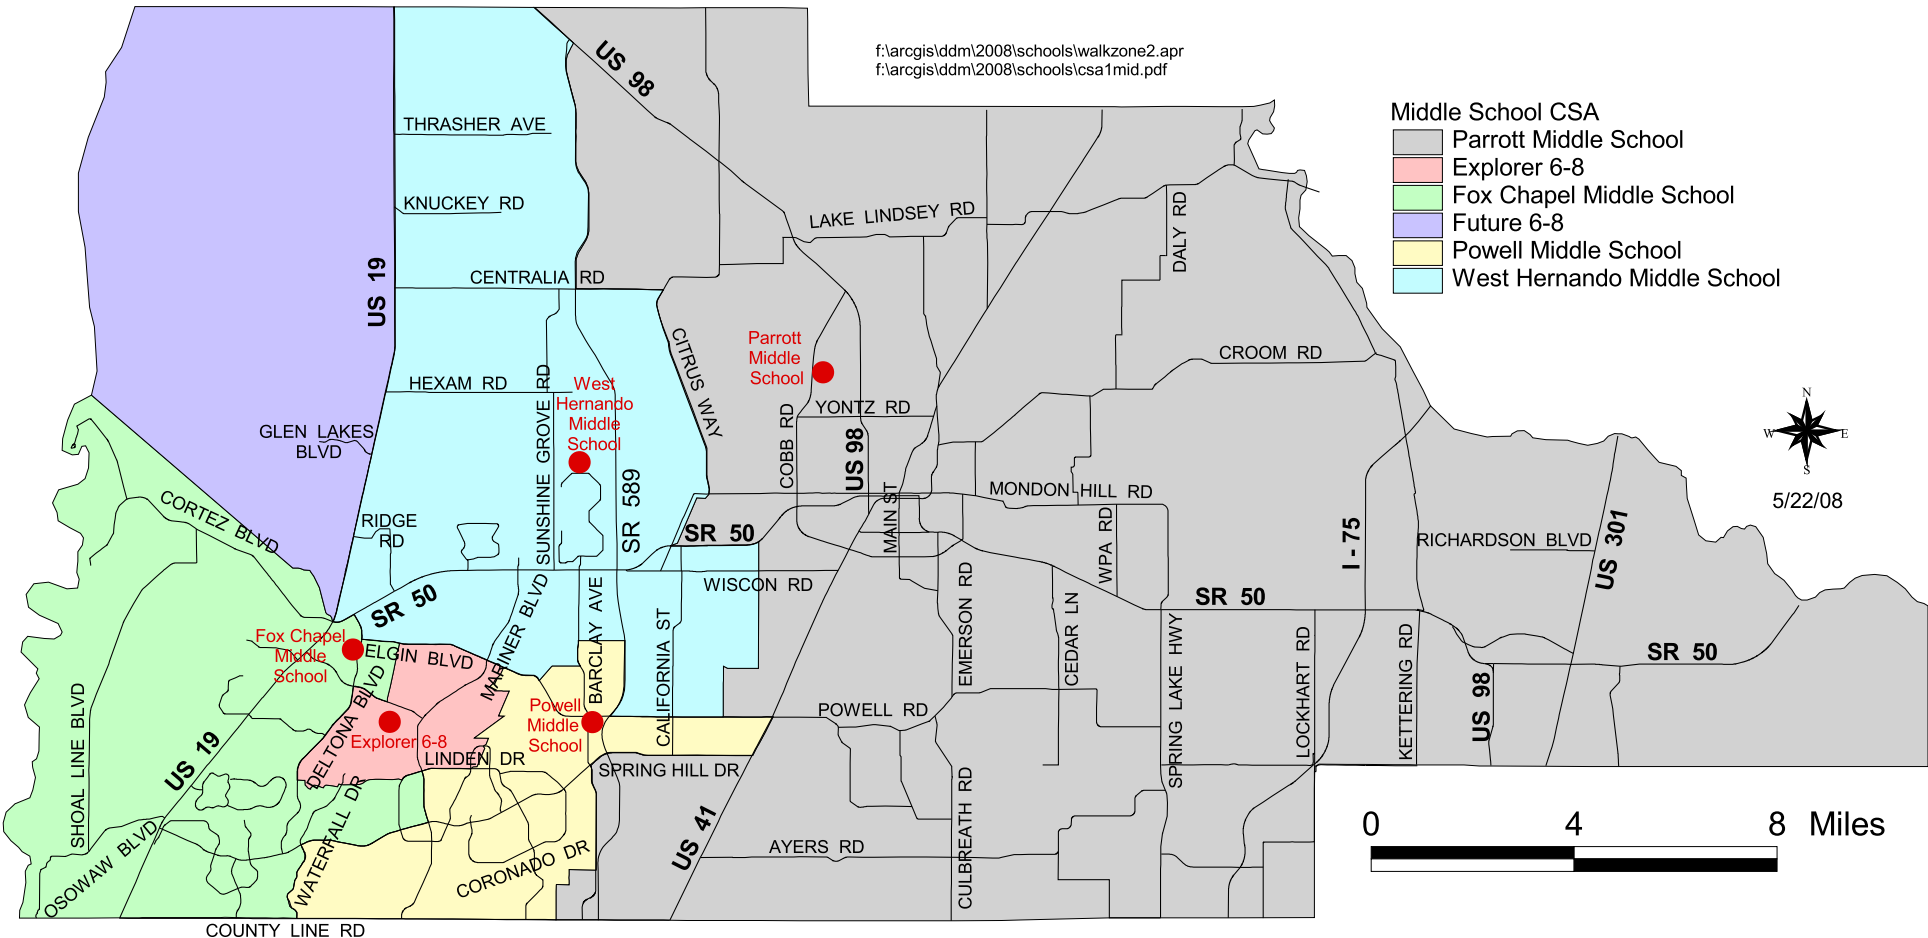 f:\arcgis\ddm\2008\schools\walkzone2.apr
f:\arcgis\ddm\2008\schools\csa1mid.pdf
Middle School CSA
Parrott Middle School
Explorer 6-8
Fox Chapel Middle School
Future 6-8
Powell Middle School
West Hernando Middle School
US 98
THRASHER AVE
KNUCKEY RD
LAKE LINDSEY RD
DALY RD
US 19
CENTRALIA RD
CITRUS WAY
Parrott
Middle
School
CROOM RD
HEXAM RD
SUNSHINE GROVE RD
West
Hernando
Middle
School
COBB RD
YONTZ RD
US 98
GLEN LAKES
BLVD
N
W
E
S
5/22/08
CORTEZ BLVD
RIDGE
RD
SR 589
SR 50
MAIN ST
MONDON HILL RD
WPA RD
I - 75
RICHARDSON BLVD
US 301
SR 50
MARINER BLVD
BARCLAY AVE
WISCON RD
CALIFORNIA ST
EMERSON RD
CEDAR LN
SR 50
SPRING LAKE HWY
LOCKHART RD
KETTERING RD
SR 50
US 98
Fox Chapel
Middle
School
ELGIN BLVD
SHOAL LINE BLVD
US 19
DELTONA BLVD
Explorer 6-8
LINDEN DR
Powell
Middle
School
POWELL RD
SPRING HILL DR
US 41
AYERS RD
CULBREATH RD
OSOWAW BLVD
WATERFALL DR
CORONADO DR
COUNTY LINE RD
0 4 8 Miles